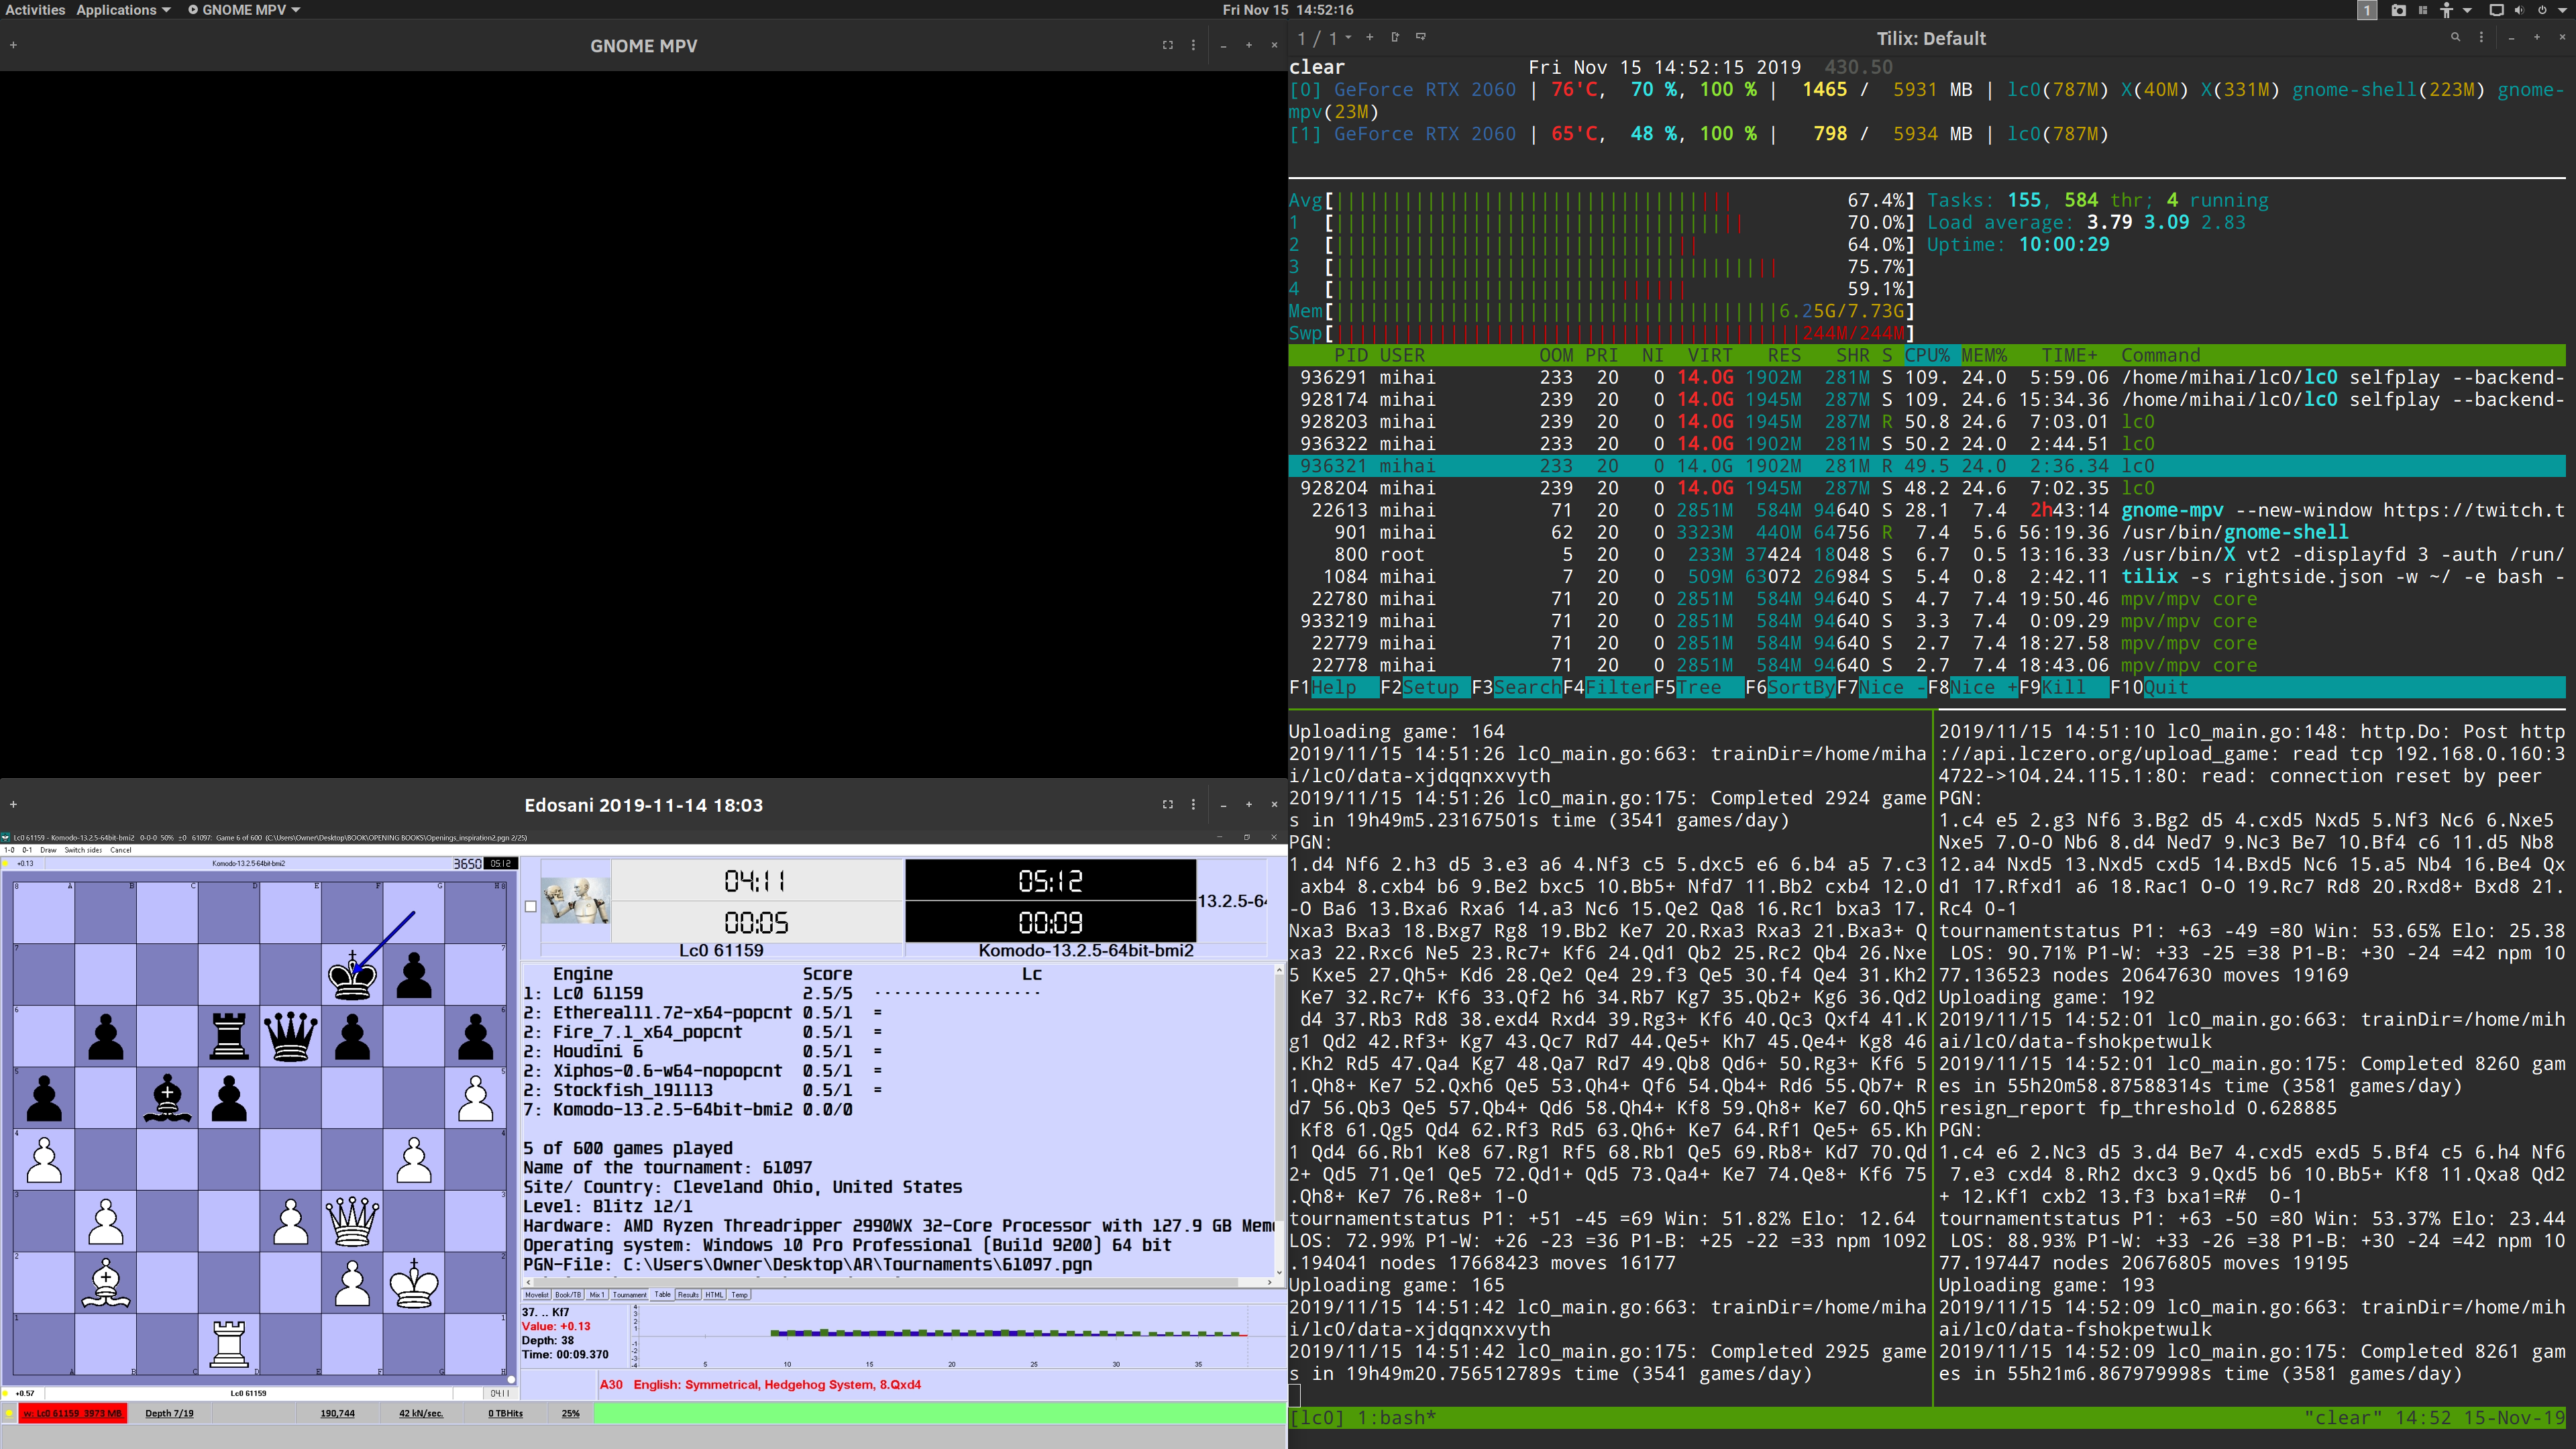 Activities Applications GNOME MPV Fri Nov 15 14:52:16 1
GNOME MPV
1 / 1 Tilix: Default
clear Fri Nov 15 14:52:15 2019 430.50
[0] GeForce RTX 2060 | 76'C, 70 %, 100 % | 1465 / 5931 MB | lc0(787M) X(40M) X(331M) gnome-shell(223M) gnome-
mpv(23M)
[1] GeForce RTX 2060 | 65'C, 48 %, 100 % | 798 / 5934 MB | lc0(787M)
Avg[ 67.4%] Tasks: 155, 584 thr; 4 running
1 [ 70.0%] Load average: 3.79 3.09 2.83
2 [ 64.0%] Uptime: 10:00:29
3 [ 75.7%]
4 [ 59.1%]
Mem[ 6.25G/7.73G]
Swp[ 244M/244M]
PID USER OOM PRI NI VIRT RES SHR S CPU% MEM% TIME+ Command
936291 mihai 233 20 0 14.0G 1902M 281M S 109. 24.0 5:59.06 /home/mihai/lc0/lc0 selfplay --backend-
928174 mihai 239 20 0 14.0G 1945M 287M S 109. 24.6 15:34.36 /home/mihai/lc0/lc0 selfplay --backend-
928203 mihai 239 20 0 14.0G 1945M 287M R 50.8 24.6 7:03.01 lc0
936322 mihai 233 20 0 14.0G 1902M 281M S 50.2 24.0 2:44.51 lc0
936321 mihai 233 20 0 14.0G 1902M 281M R 49.5 24.0 2:36.34 lc0
928204 mihai 239 20 0 14.0G 1945M 287M S 48.2 24.6 7:02.35 lc0
22613 mihai 71 20 0 2851M 584M 94640 S 28.1 7.4 2h43:14 gnome-mpv --new-window https://twitch.t
901 mihai 62 20 0 3323M 440M 64756 R 7.4 5.6 56:19.36 /usr/bin/gnome-shell
800 root 5 20 0 233M 37424 18048 S 6.7 0.5 13:16.33 /usr/bin/X vt2 -displayfd 3 -auth /run/
1084 mihai 7 20 0 509M 63072 26984 S 5.4 0.8 2:42.11 tilix -s rightside.json -w ~/ -e bash -
22780 mihai 71 20 0 2851M 584M 94640 S 4.7 7.4 19:50.46 mpv/mpv core
933219 mihai 71 20 0 2851M 584M 94640 S 3.3 7.4 0:09.29 mpv/mpv core
22779 mihai 71 20 0 2851M 584M 94640 S 2.7 7.4 18:27.58 mpv/mpv core
22778 mihai 71 20 0 2851M 584M 94640 S 2.7 7.4 18:43.06 mpv/mpv core
F1Help F2Setup F3SearchF4FilterF5Tree F6SortByF7Nice -F8Nice +F9Kill F10Quit
Uploading game: 164
2019/11/15 14:51:26 lc0_main.go:663: trainDir=/home/miha
i/lc0/data-xjdqqnxxvyth
2019/11/15 14:51:26 lc0_main.go:175: Completed 2924 game
s in 19h49m5.23167501s time (3541 games/day)
PGN:
1.d4 Nf6 2.h3 d5 3.e3 a6 4.Nf3 c5 5.dxc5 e6 6.b4 a5 7.c3
axb4 8.cxb4 b6 9.Be2 bxc5 10.Bb5+ Nfd7 11.Bb2 cxb4 12.O
-O Ba6 13.Bxa6 Rxa6 14.a3 Nc6 15.Qe2 Qa8 16.Rc1 bxa3 17.
Nxa3 Bxa3 18.Bxg7 Rg8 19.Bb2 Ke7 20.Rxa3 Rxa3 21.Bxa3+ Q
xa3 22.Rxc6 Ne5 23.Rc7+ Kf6 24.Qd1 Qb2 25.Rc2 Qb4 26.Nxe
5 Kxe5 27.Qh5+ Kd6 28.Qe2 Qe4 29.f3 Qe5 30.f4 Qe4 31.Kh2
Ke7 32.Rc7+ Kf6 33.Qf2 h6 34.Rb7 Kg7 35.Qb2+ Kg6 36.Qd2
d4 37.Rb3 Rd8 38.exd4 Rxd4 39.Rg3+ Kf6 40.Qc3 Qxf4 41.K
g1 Qd2 42.Rf3+ Kg7 43.Qc7 Rd7 44.Qe5+ Kh7 45.Qe4+ Kg8 46
.Kh2 Rd5 47.Qa4 Kg7 48.Qa7 Rd7 49.Qb8 Qd6+ 50.Rg3+ Kf6 5
1.Qh8+ Ke7 52.Qxh6 Qe5 53.Qh4+ Qf6 54.Qb4+ Rd6 55.Qb7+ R
d7 56.Qb3 Qe5 57.Qb4+ Qd6 58.Qh4+ Kf8 59.Qh8+ Ke7 60.Qh5
Kf8 61.Qg5 Qd4 62.Rf3 Rd5 63.Qh6+ Ke7 64.Rf1 Qe5+ 65.Kh
1 Qd4 66.Rb1 Ke8 67.Rg1 Rf5 68.Rb1 Qe5 69.Rb8+ Kd7 70.Qd
2+ Qd5 71.Qe1 Qe5 72.Qd1+ Qd5 73.Qa4+ Ke7 74.Qe8+ Kf6 75
.Qh8+ Ke7 76.Re8+ 1-0
tournamentstatus P1: +51 -45 =69 Win: 51.82% Elo: 12.64
LOS: 72.99% P1-W: +26 -23 =36 P1-B: +25 -22 =33 npm 1092
.194041 nodes 17668423 moves 16177
Uploading game: 165
2019/11/15 14:51:42 lc0_main.go:663: trainDir=/home/miha
i/lc0/data-xjdqqnxxvyth
2019/11/15 14:51:42 lc0_main.go:175: Completed 2925 game
s in 19h49m20.756512789s time (3541 games/day)
2019/11/15 14:51:10 lc0_main.go:148: http.Do: Post http
://api.lczero.org/upload_game: read tcp 192.168.0.160:3
4722->104.24.115.1:80: read: connection reset by peer
PGN:
1.c4 e5 2.g3 Nf6 3.Bg2 d5 4.cxd5 Nxd5 5.Nf3 Nc6 6.Nxe5
Nxe5 7.O-O Nb6 8.d4 Ned7 9.Nc3 Be7 10.Bf4 c6 11.d5 Nb8
12.a4 Nxd5 13.Nxd5 cxd5 14.Bxd5 Nc6 15.a5 Nb4 16.Be4 Qx
d1 17.Rfxd1 a6 18.Rac1 O-O 19.Rc7 Rd8 20.Rxd8+ Bxd8 21.
Rc4 0-1
tournamentstatus P1: +63 -49 =80 Win: 53.65% Elo: 25.38
LOS: 90.71% P1-W: +33 -25 =38 P1-B: +30 -24 =42 npm 10
77.136523 nodes 20647630 moves 19169
Uploading game: 192
2019/11/15 14:52:01 lc0_main.go:663: trainDir=/home/mih
ai/lc0/data-fshokpetwulk
2019/11/15 14:52:01 lc0_main.go:175: Completed 8260 gam
es in 55h20m58.87588314s time (3581 games/day)
resign_report fp_threshold 0.628885
PGN:
1.c4 e6 2.Nc3 d5 3.d4 Be7 4.cxd5 exd5 5.Bf4 c5 6.h4 Nf6
7.e3 cxd4 8.Rh2 dxc3 9.Qxd5 b6 10.Bb5+ Kf8 11.Qxa8 Qd2
+ 12.Kf1 cxb2 13.f3 bxa1=R# 0-1
tournamentstatus P1: +63 -50 =80 Win: 53.37% Elo: 23.44
LOS: 88.93% P1-W: +33 -26 =38 P1-B: +30 -24 =42 npm 10
77.197447 nodes 20676805 moves 19195
Uploading game: 193
2019/11/15 14:52:09 lc0_main.go:663: trainDir=/home/mih
ai/lc0/data-fshokpetwulk
2019/11/15 14:52:09 lc0_main.go:175: Completed 8261 gam
es in 55h21m6.867979998s time (3581 games/day)
[lc0] 1:bash* "clear" 14:52 15-Nov-19
Edosani 2019-11-14 18:03
Lc0 61159 - Komodo-13.2.5-64bit-bmi2 0-0-0 50% ±0 61097: Game 6 of 600 (C:\Users\Owner\Desktop\BOOK\OPENING BOOKS\Openings_inspiration2.pgn 2/25)
1-0 0-1 Draw Switch sides Cancel
+0.13 Komodo-13.2.5-64bit-bmi2 3650 05:12
A B C D E F G H
8 7 6 5 4 3 2 1
04:11 05:12
00:05 00:09
13.2.5-64
Lc0 61159 Komodo-13.2.5-64bit-bmi2
Engine Score Lc
1: Lc0 61159 2.5/5 ··················
2: Ethereal11.72-x64-popcnt 0.5/1 =
2: Fire_7.1_x64_popcnt 0.5/1 =
2: Houdini 6 0.5/1 =
2: Xiphos-0.6-w64-nopopcnt 0.5/1 =
2: Stockfish_191113 0.5/1 =
7: Komodo-13.2.5-64bit-bmi2 0.0/0
5 of 600 games played
Name of the tournament: 61097
Site/ Country: Cleveland Ohio, United States
Level: Blitz 12/1
Hardware: AMD Ryzen Threadripper 2990WX 32-Core Processor with 127.9 GB Mem
Operating system: Windows 10 Pro Professional (Build 9200) 64 bit
PGN-File: C:\Users\Owner\Desktop\AR\Tournaments\61097.pgn
Movelist Book/TB Mix 1 Tournament Table Results HTML Temp
37. .. Kf7
Value: +0.13
Depth: 38
Time: 00:09.370
5 10 15 20 25 30 35
A30 English: Symmetrical, Hedgehog System, 8.Qxd4
+0.57 Lc0 61159 04:11
w: Lc0 61159: 3973 MB Depth 7/19 190,744 42 kN/sec. 0 TBHits 25%